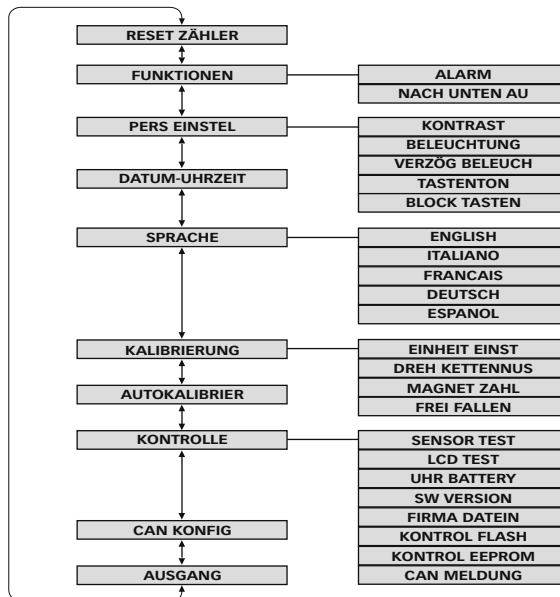 RESET ZÄHLER
FUNKTIONEN
ALARM
NACH UNTEN AU
PERS EINSTEL
KONTRAST
BELEUCHTUNG
VERZÖG BELEUCH
TASTENTON
BLOCK TASTEN
DATUM-UHRZEIT
SPRACHE
ENGLISH
ITALIANO
FRANCAIS
DEUTSCH
ESPANOL
KALIBRIERUNG
EINHEIT EINST
DREH KETTENNUS
MAGNET ZAHL
FREI FALLEN
AUTOKALIBRIER
KONTROLLE
SENSOR TEST
LCD TEST
UHR BATTERY
SW VERSION
FIRMA DATEIN
KONTROL FLASH
KONTROL EEPROM
CAN MELDUNG
CAN KONFIG
AUSGANG